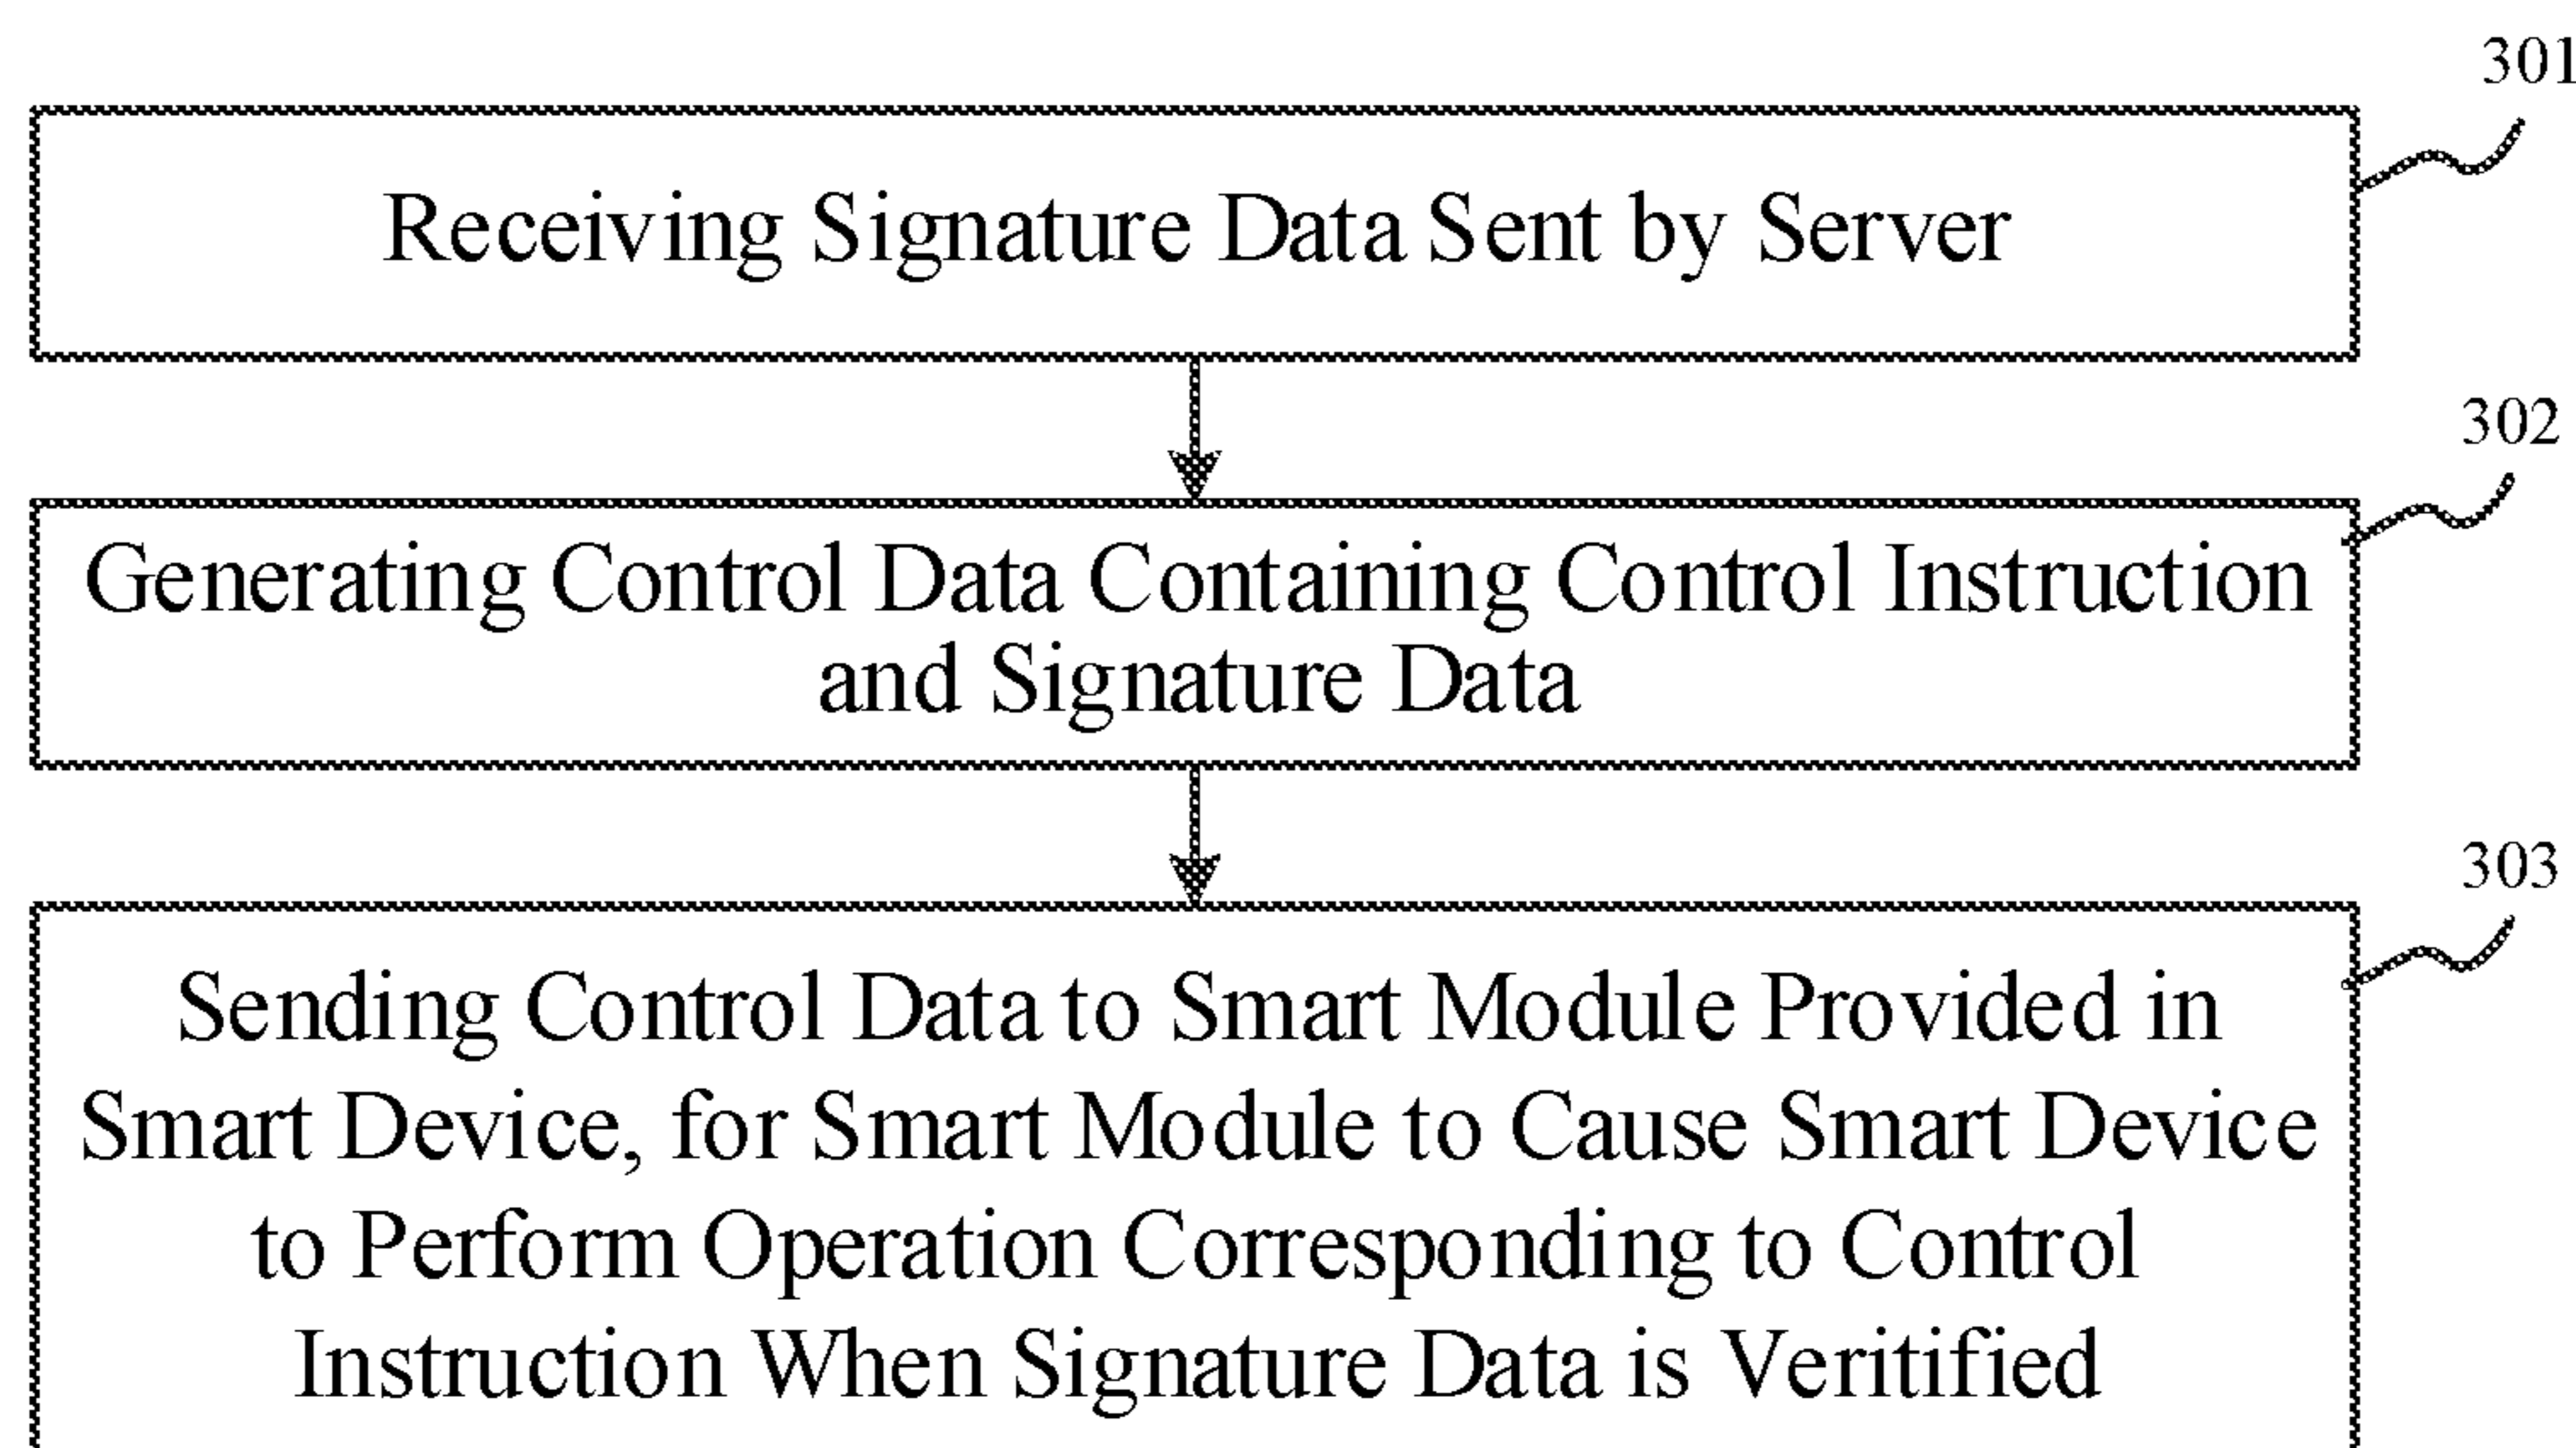 301
Receiving Signature Data Sent by Server
302
Generating Control Data Containing Control Instruction
and Signature Data
303
Sending Control Data to Smart Module Provided in
Smart Device, for Smart Module to Cause Smart Device
to Perform Operation Corresponding to Control
Instruction When Signature Data is Veritified